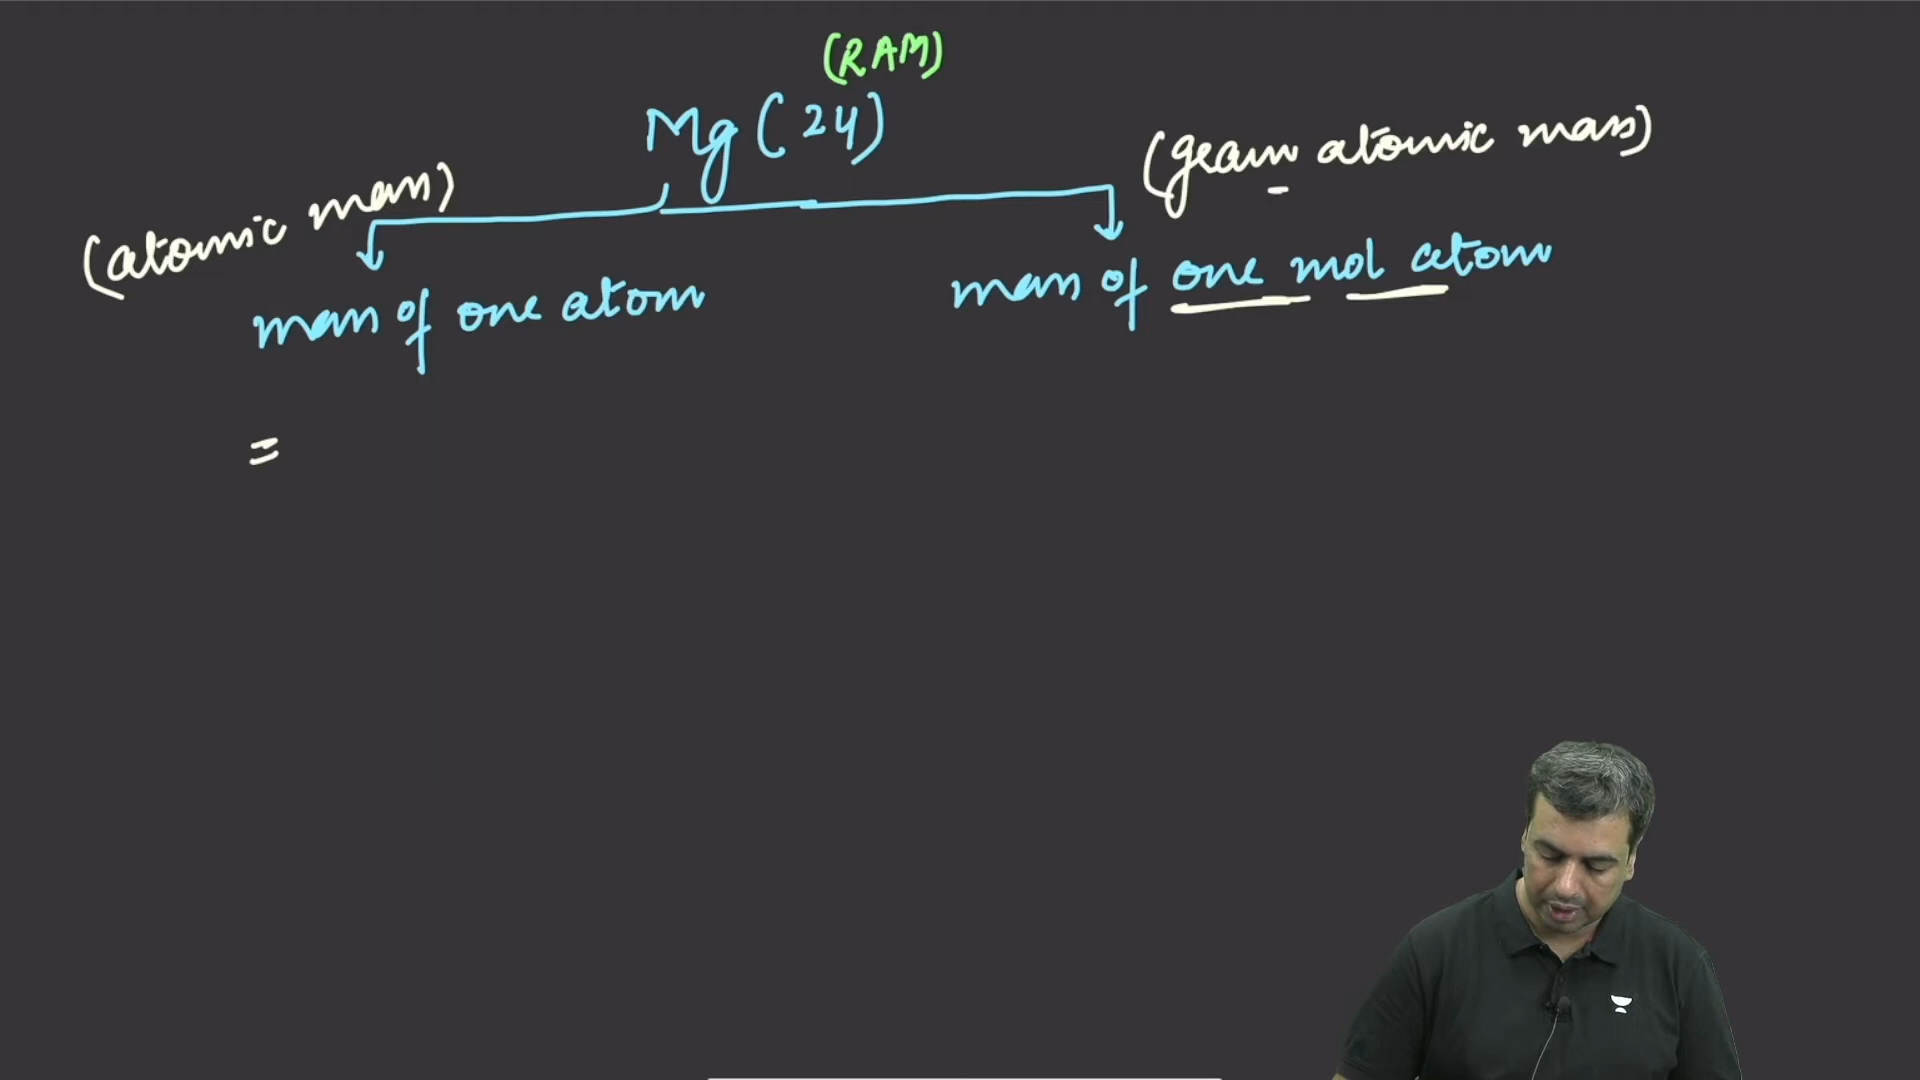 (RAM)
Mg (24)
(atomic mass)
(gram atomic mass)
mass of one atom
mass of one mol atom
=